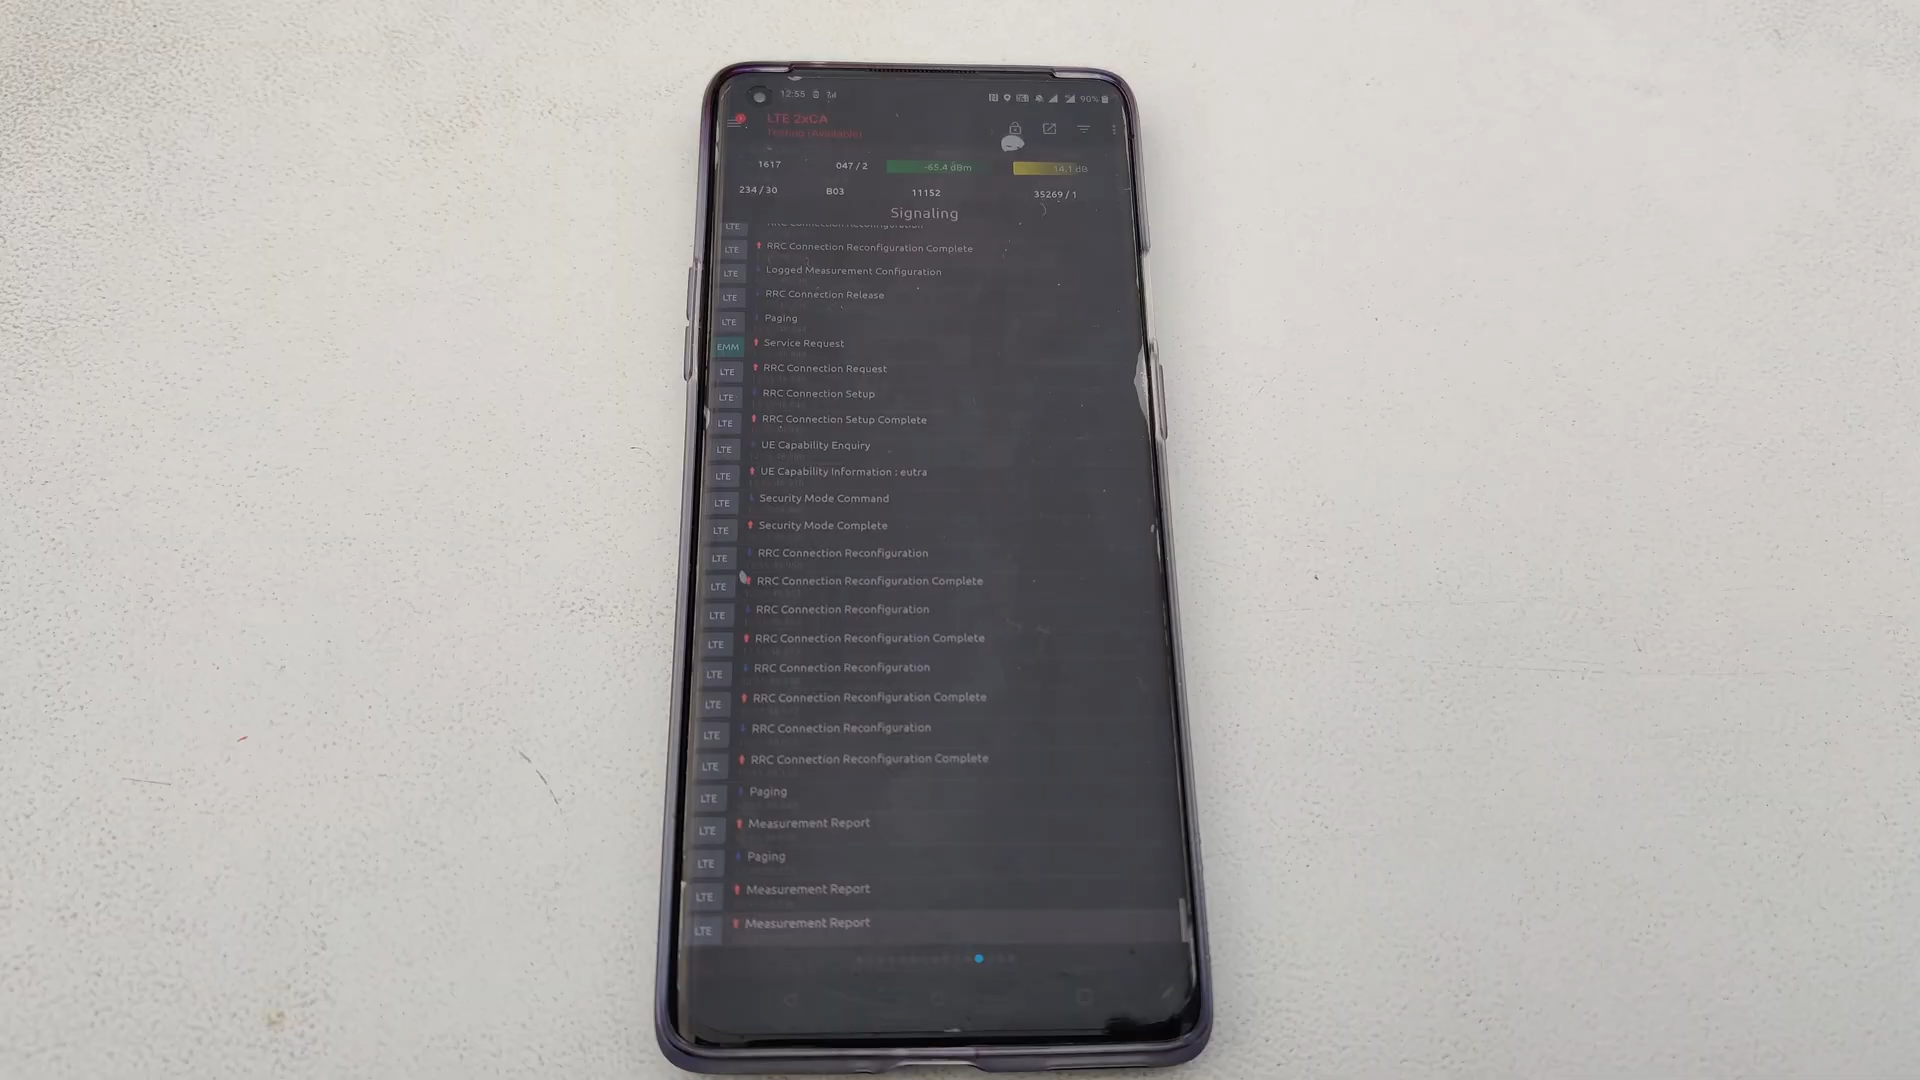 12:55 90%
LTE 2xCA
Testing (Available)
1617 047 / 2 -65.4 dBm 14.1 dB
234 / 30 B03 11152 35269 / 1
Signaling
LTE RRC Connection Reconfiguration
LTE RRC Connection Reconfiguration Complete
LTE Logged Measurement Configuration
LTE RRC Connection Release
LTE Paging
EMM Service Request
LTE RRC Connection Request
LTE RRC Connection Setup
LTE RRC Connection Setup Complete
LTE UE Capability Enquiry
LTE UE Capability Information : eutra
LTE Security Mode Command
LTE Security Mode Complete
LTE RRC Connection Reconfiguration
LTE RRC Connection Reconfiguration Complete
LTE RRC Connection Reconfiguration
LTE RRC Connection Reconfiguration Complete
LTE RRC Connection Reconfiguration
LTE RRC Connection Reconfiguration Complete
LTE RRC Connection Reconfiguration
LTE RRC Connection Reconfiguration Complete
LTE Paging
LTE Measurement Report
LTE Paging
LTE Measurement Report
LTE Measurement Report